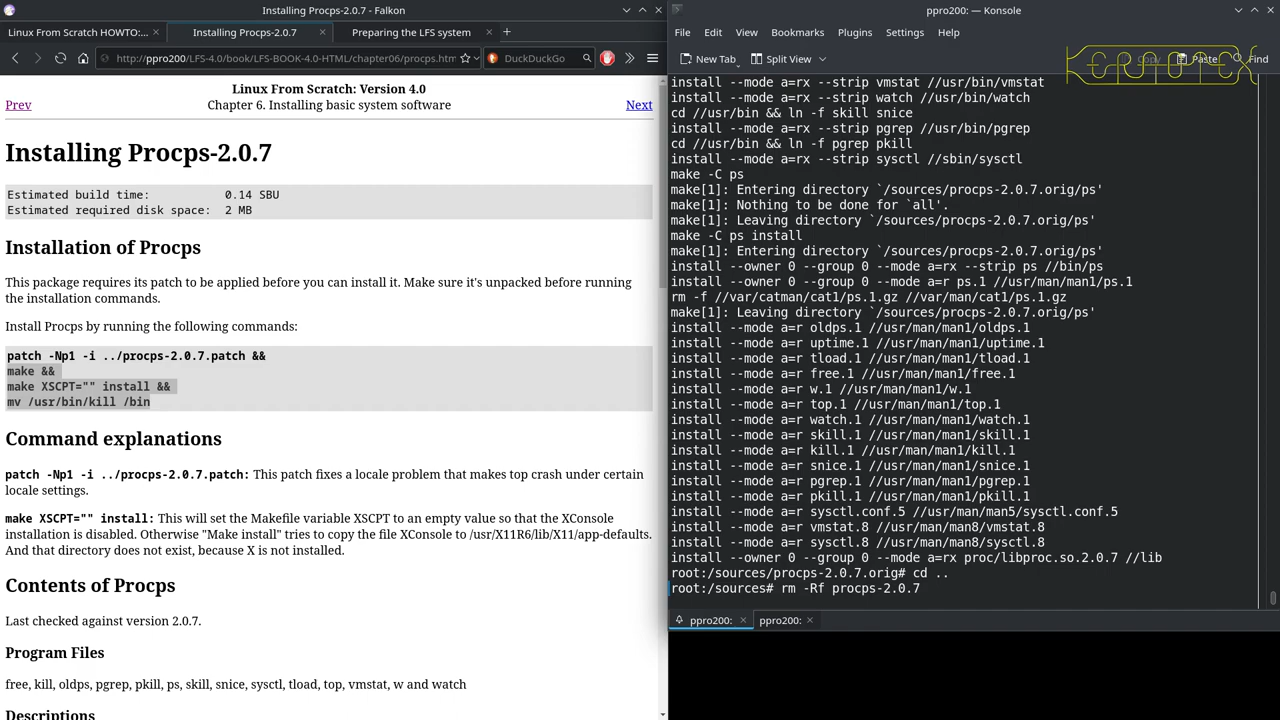 Installing Procps-2.0.7 - Falkon
Linux From Scratch HOWTO:...
Installing Procps-2.0.7
Preparing the LFS system
http://ppro200/LFS-4.0/book/LFS-BOOK-4.0-HTML/chapter06/procps.htm
DuckDuckGo
Linux From Scratch: Version 4.0
Prev
Chapter 6. Installing basic system software
Next
Installing Procps-2.0.7
Estimated build time: 0.14 SBU
Estimated required disk space: 2 MB
Installation of Procps
This package requires its patch to be applied before you can install it. Make sure it's unpacked before running
the installation commands.
Install Procps by running the following commands:
patch -Np1 -i ../procps-2.0.7.patch &&
make &&
make XSCPT="" install &&
mv /usr/bin/kill /bin
Command explanations
patch -Np1 -i ../procps-2.0.7.patch: This patch fixes a locale problem that makes top crash under certain
locale settings.
make XSCPT="" install: This will set the Makefile variable XSCPT to an empty value so that the XConsole
installation is disabled. Otherwise "Make install" tries to copy the file XConsole to /usr/X11R6/lib/X11/app-defaults.
And that directory does not exist, because X is not installed.
Contents of Procps
Last checked against version 2.0.7.
Program Files
free, kill, oldps, pgrep, pkill, ps, skill, snice, sysctl, tload, top, vmstat, w and watch
Descriptions
ppro200: — Konsole
File Edit View Bookmarks Plugins Settings Help
New Tab Split View Copy Paste Find
install --mode a=rx --strip vmstat //usr/bin/vmstat
install --mode a=rx --strip watch //usr/bin/watch
cd //usr/bin && ln -f skill snice
install --mode a=rx --strip pgrep //usr/bin/pgrep
cd //usr/bin && ln -f pgrep pkill
install --mode a=rx --strip sysctl //sbin/sysctl
make -C ps
make[1]: Entering directory `/sources/procps-2.0.7.orig/ps'
make[1]: Nothing to be done for `all'.
make[1]: Leaving directory `/sources/procps-2.0.7.orig/ps'
make -C ps install
make[1]: Entering directory `/sources/procps-2.0.7.orig/ps'
install --owner 0 --group 0 --mode a=rx --strip ps //bin/ps
install --owner 0 --group 0 --mode a=r ps.1 //usr/man/man1/ps.1
rm -f //var/catman/cat1/ps.1.gz //var/man/cat1/ps.1.gz
make[1]: Leaving directory `/sources/procps-2.0.7.orig/ps'
install --mode a=r oldps.1 //usr/man/man1/oldps.1
install --mode a=r uptime.1 //usr/man/man1/uptime.1
install --mode a=r tload.1 //usr/man/man1/tload.1
install --mode a=r free.1 //usr/man/man1/free.1
install --mode a=r w.1 //usr/man/man1/w.1
install --mode a=r top.1 //usr/man/man1/top.1
install --mode a=r watch.1 //usr/man/man1/watch.1
install --mode a=r skill.1 //usr/man/man1/skill.1
install --mode a=r kill.1 //usr/man/man1/kill.1
install --mode a=r snice.1 //usr/man/man1/snice.1
install --mode a=r pgrep.1 //usr/man/man1/pgrep.1
install --mode a=r pkill.1 //usr/man/man1/pkill.1
install --mode a=r sysctl.conf.5 //usr/man/man5/sysctl.conf.5
install --mode a=r vmstat.8 //usr/man/man8/vmstat.8
install --mode a=r sysctl.8 //usr/man/man8/sysctl.8
install --owner 0 --group 0 --mode a=rx proc/libproc.so.2.0.7 //lib
root:/sources/procps-2.0.7.orig# cd ..
root:/sources# rm -Rf procps-2.0.7
ppro200:
ppro200: